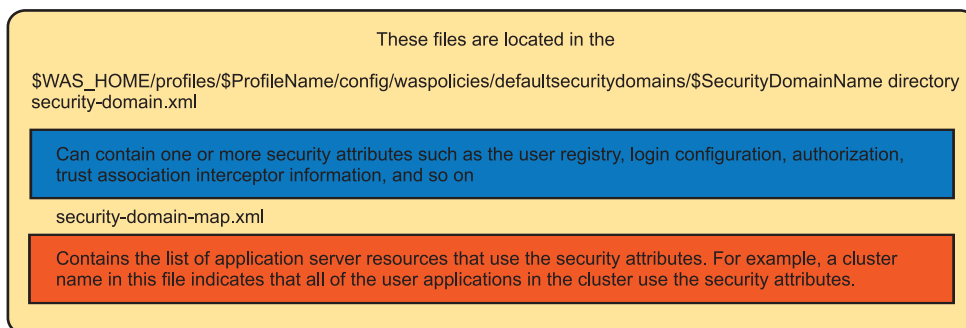 These files are located in the
$WAS_HOME/profiles/$ProfileName/config/waspolicies/defaultsecuritydomains/$SecurityDomainName directory
security-domain.xml
Can contain one or more security attributes such as the user registry, login configuration, authorization,
trust association interceptor information, and so on
security-domain-map.xml
Contains the list of application server resources that use the security attributes. For example, a cluster
name in this file indicates that all of the user applications in the cluster use the security attributes.